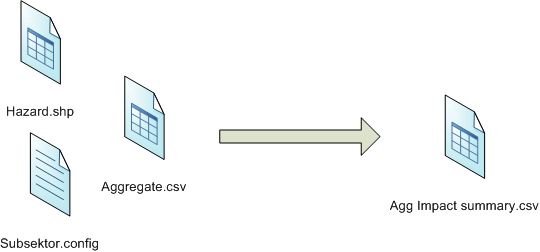 Hazard.shp
Aggregate.csv
Agg Impact summary.csv
Subsektor.config